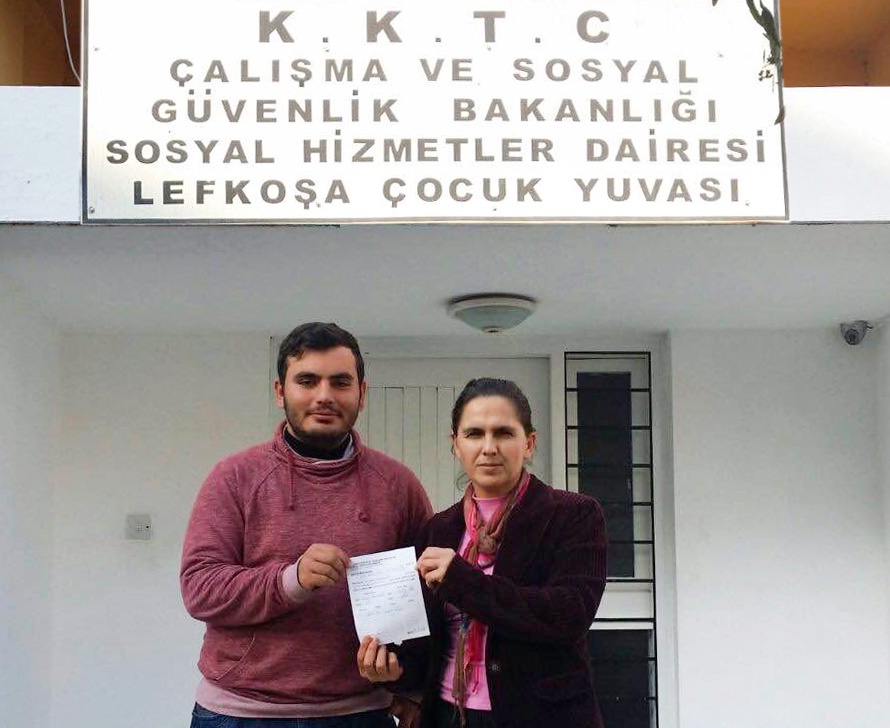 K.K.T.C
ÇALIŞMA VE SOSYAL
GÜVENLİK BAKANLIĞI
SOSYAL HİZMETLER DAİRESİ
LEFKOŞA ÇOCUK YUVASI